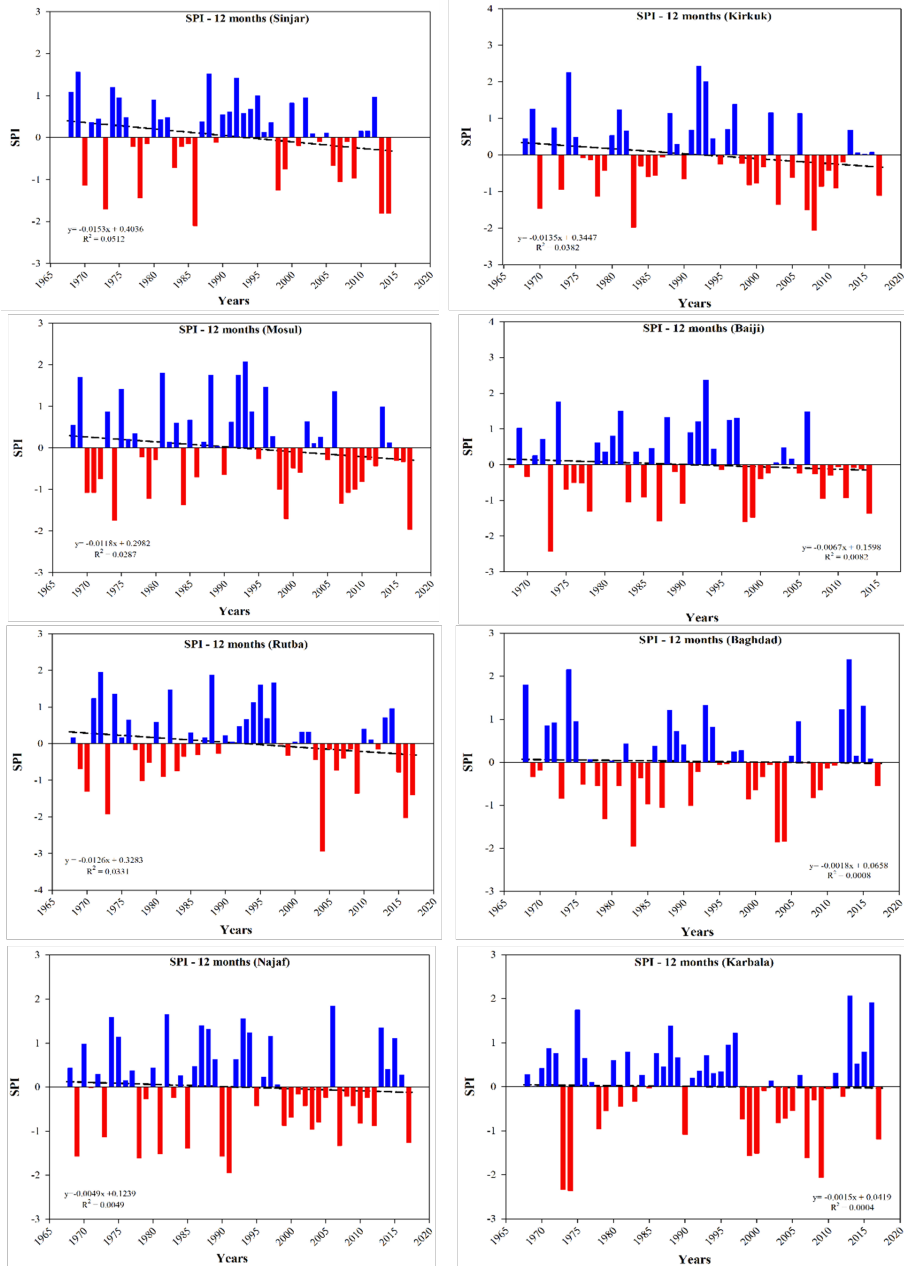 SPI - 12 months (Sinjar)
3
2
1
0
-1
-2
-3
SPI
y= -0.0153x + 0.4036
R² = 0.0512
1965 1970 1975 1980 1985 1990 1995 2000 2005 2010 2015 2020
Years
SPI - 12 months (Kirkuk)
4
3
2
1
0
-1
-2
-3
SPI
y= -0.0135x + 0.3447
R² = 0.0382
1965 1970 1975 1980 1985 1990 1995 2000 2005 2010 2015 2020
Years
SPI - 12 months (Mosul)
3
2
1
0
-1
-2
-3
SPI
y= -0.0118x + 0.2982
R² = 0.0287
1965 1970 1975 1980 1985 1990 1995 2000 2005 2010 2015 2020
Years
SPI - 12 months (Baiji)
4
3
2
1
0
-1
-2
-3
SPI
y= -0.0067x + 0.1598
R² = 0.0082
1965 1970 1975 1980 1985 1990 1995 2000 2005 2010 2015
Years
SPI - 12 months (Rutba)
3
2
1
0
-1
-2
-3
-4
SPI
y = -0.0126x + 0.3283
R² = 0.0331
1965 1970 1975 1980 1985 1990 1995 2000 2005 2010 2015 2020
Years
SPI - 12 months (Baghdad)
3
2
1
0
-1
-2
-3
SPI
y = -0.0018x + 0.0658
R² = 0.0008
1965 1970 1975 1980 1985 1990 1995 2000 2005 2010 2015 2020
Years
SPI - 12 months (Najaf)
3
2
1
0
-1
-2
-3
SPI
y=-0.0049x +0.1239
R² = 0.0049
1965 1970 1975 1980 1985 1990 1995 2000 2005 2010 2015 2020
Years
SPI - 12 months (Karbala)
3
2
1
0
-1
-2
-3
SPI
y = -0.0015x + 0.0419
R² = 0.0004
1965 1970 1975 1980 1985 1990 1995 2000 2005 2010 2015 2020
Years